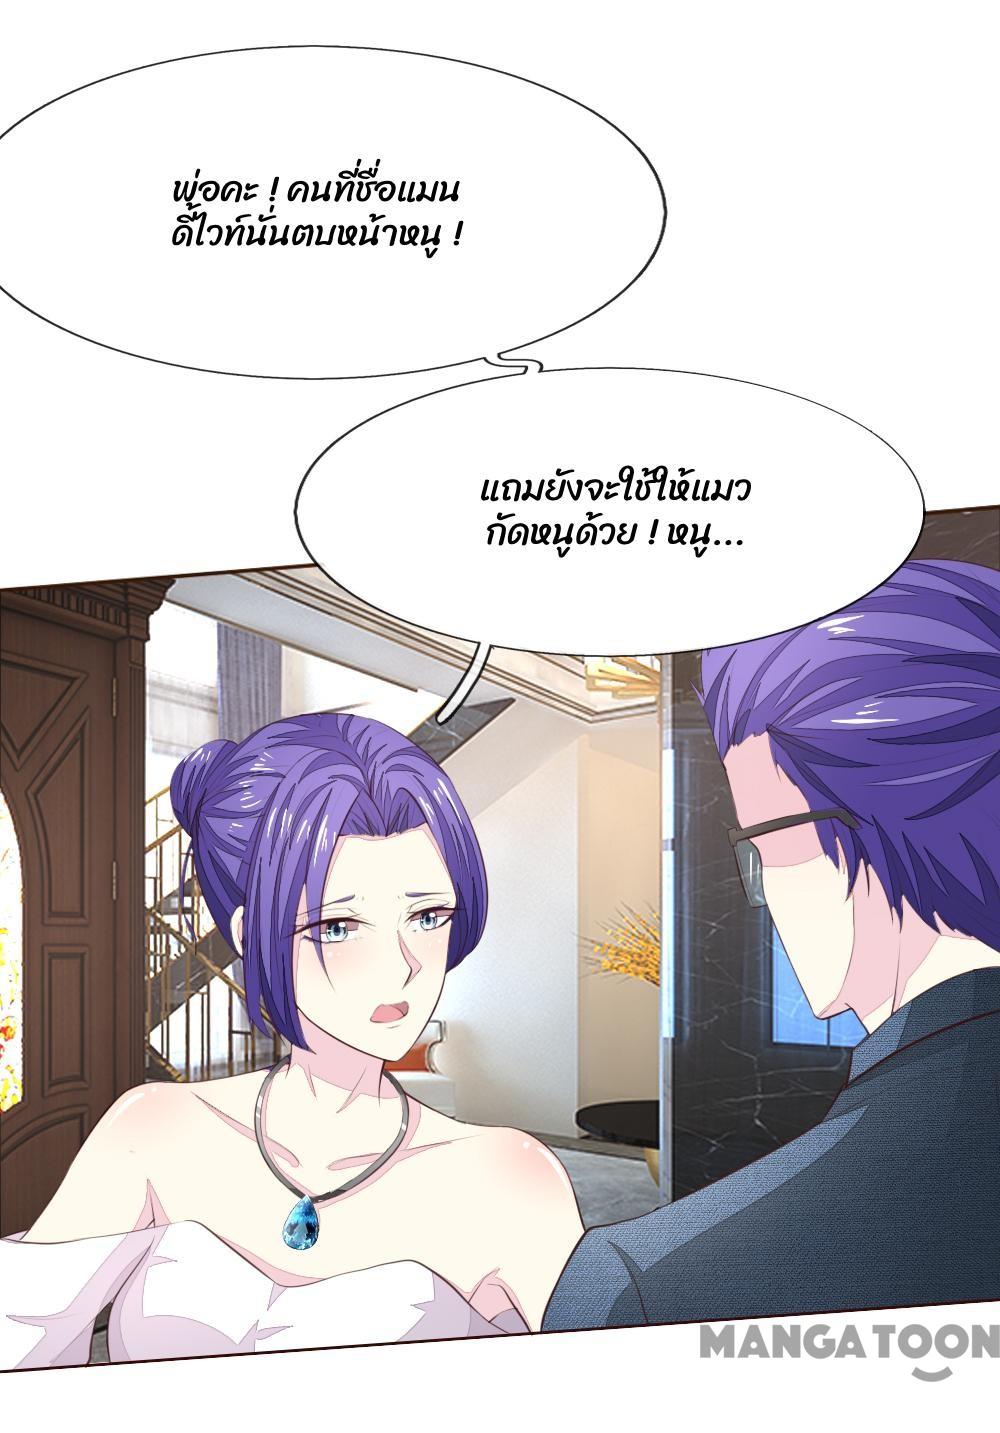 พ่อคะ ! คนที่ชื่อแมน
ดี้ไวท์นั่นตบหน้าหนู !
แถมยังจะใช้ให้แมว
กัดหนูด้วย ! หนู...
MANGA TOON